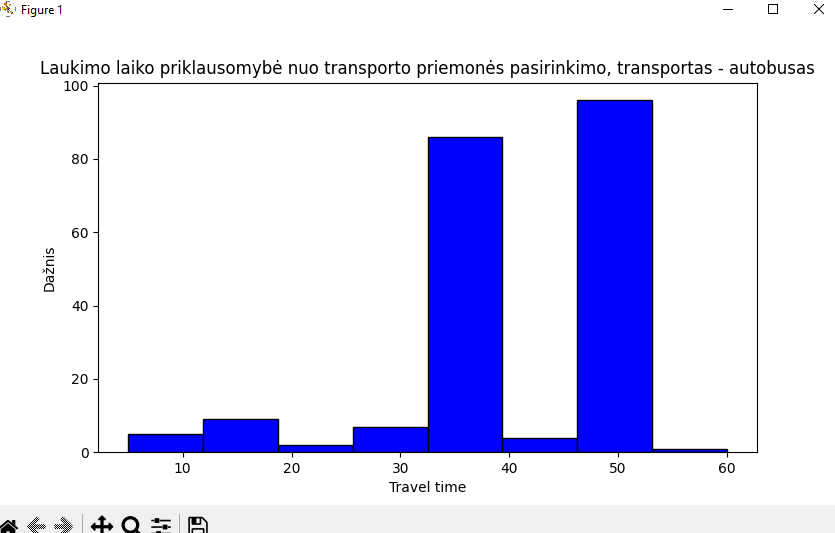 Figure 1
Laukimo laiko priklausomybė nuo transporto priemonės pasirinkimo, transportas - autobusas
100
80
60
40
20
0
Dažnis
10 20 30 40 50 60
Travel time